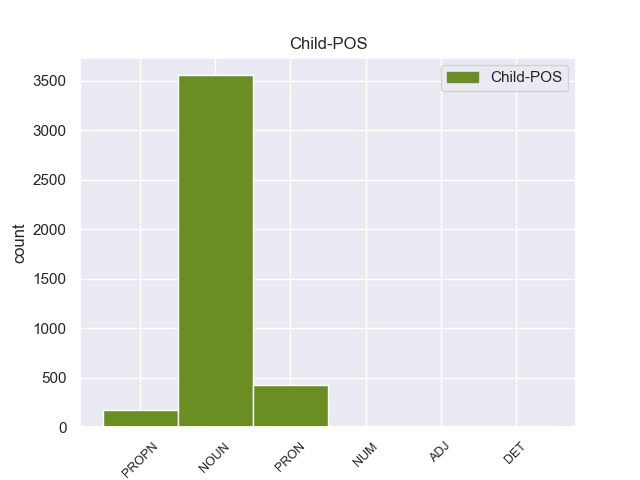 Child-POS
Child-POS
count
3500
3000
2500
2000
1500
1000
500
0
PROPN
NOUN
PRON
NUM
ADJ
DET